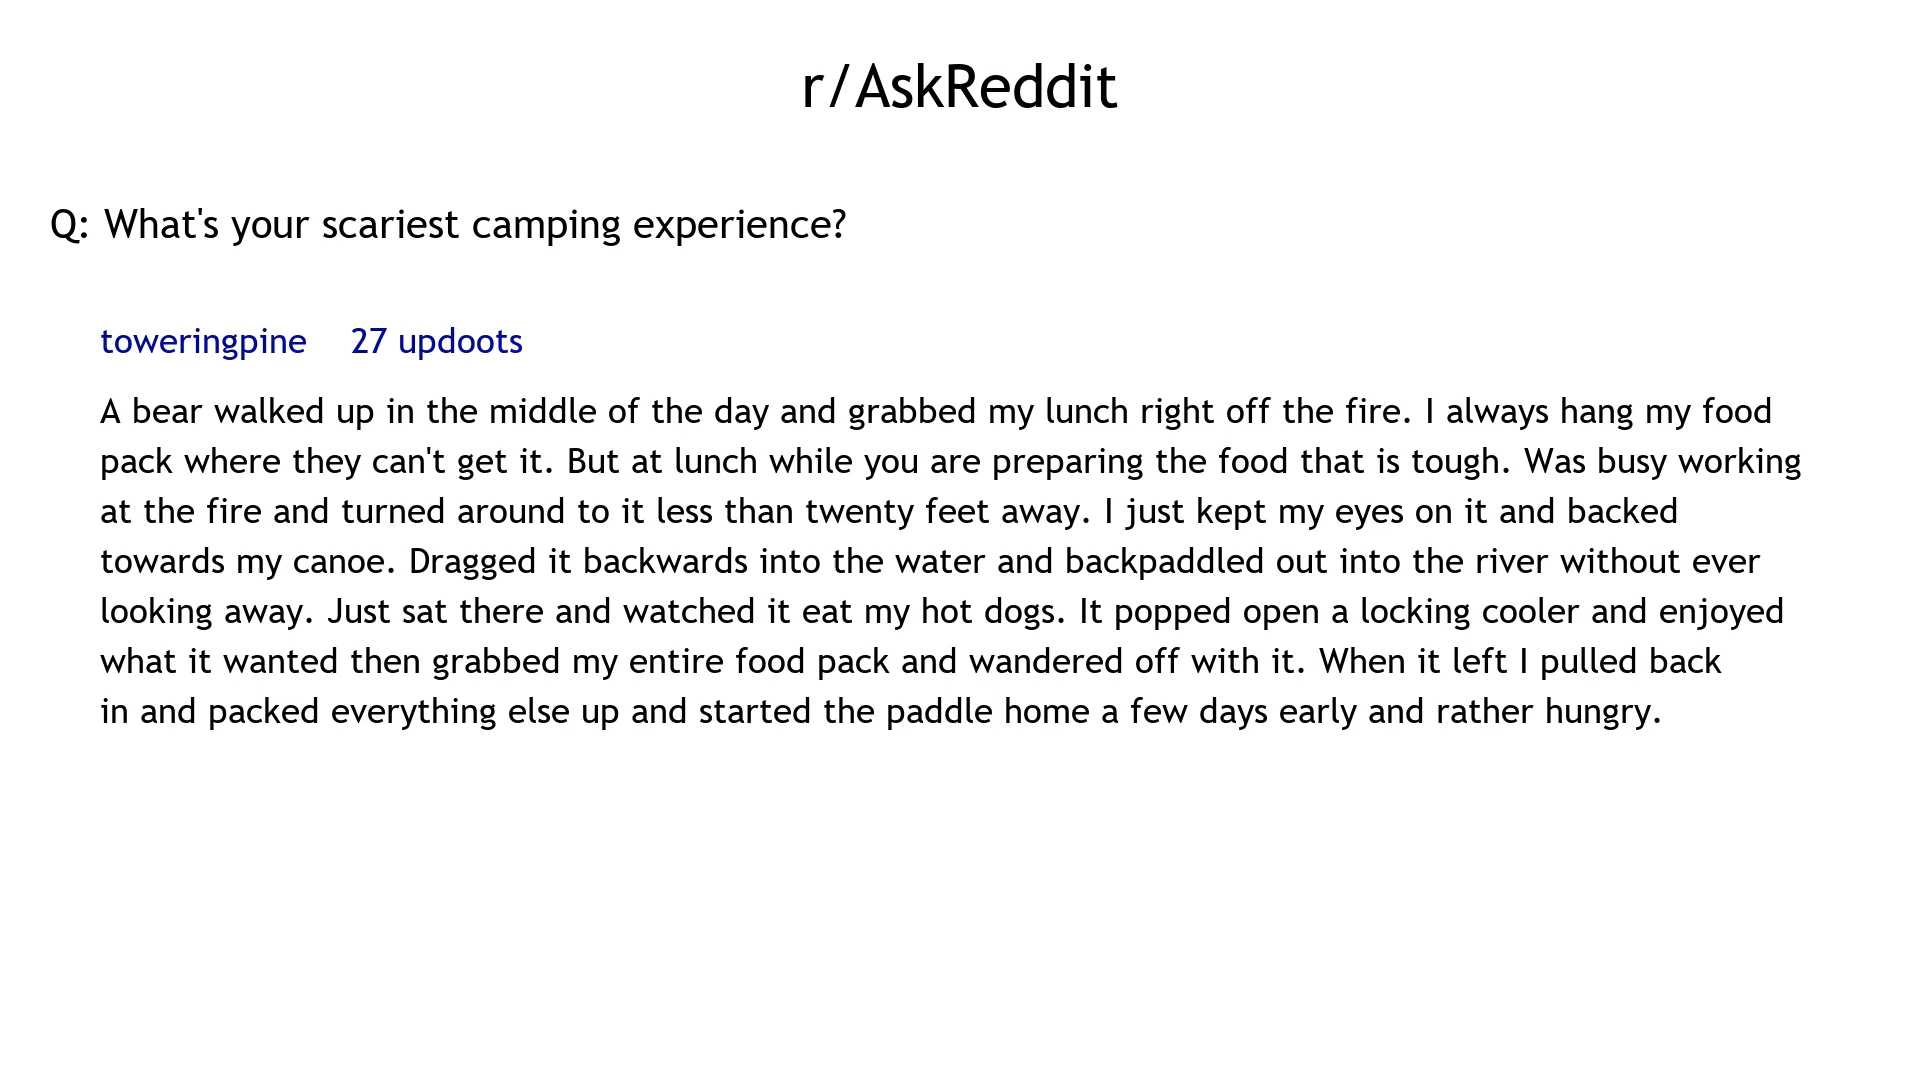 r/AskReddit
Q: What's your scariest camping experience?
toweringpine 27 updoots
A bear walked up in the middle of the day and grabbed my lunch right off the fire. I always hang my food
pack where they can't get it. But at lunch while you are preparing the food that is tough. Was busy working
at the fire and turned around to it less than twenty feet away. I just kept my eyes on it and backed
towards my canoe. Dragged it backwards into the water and backpaddled out into the river without ever
looking away. Just sat there and watched it eat my hot dogs. It popped open a locking cooler and enjoyed
what it wanted then grabbed my entire food pack and wandered off with it. When it left I pulled back
in and packed everything else up and started the paddle home a few days early and rather hungry.